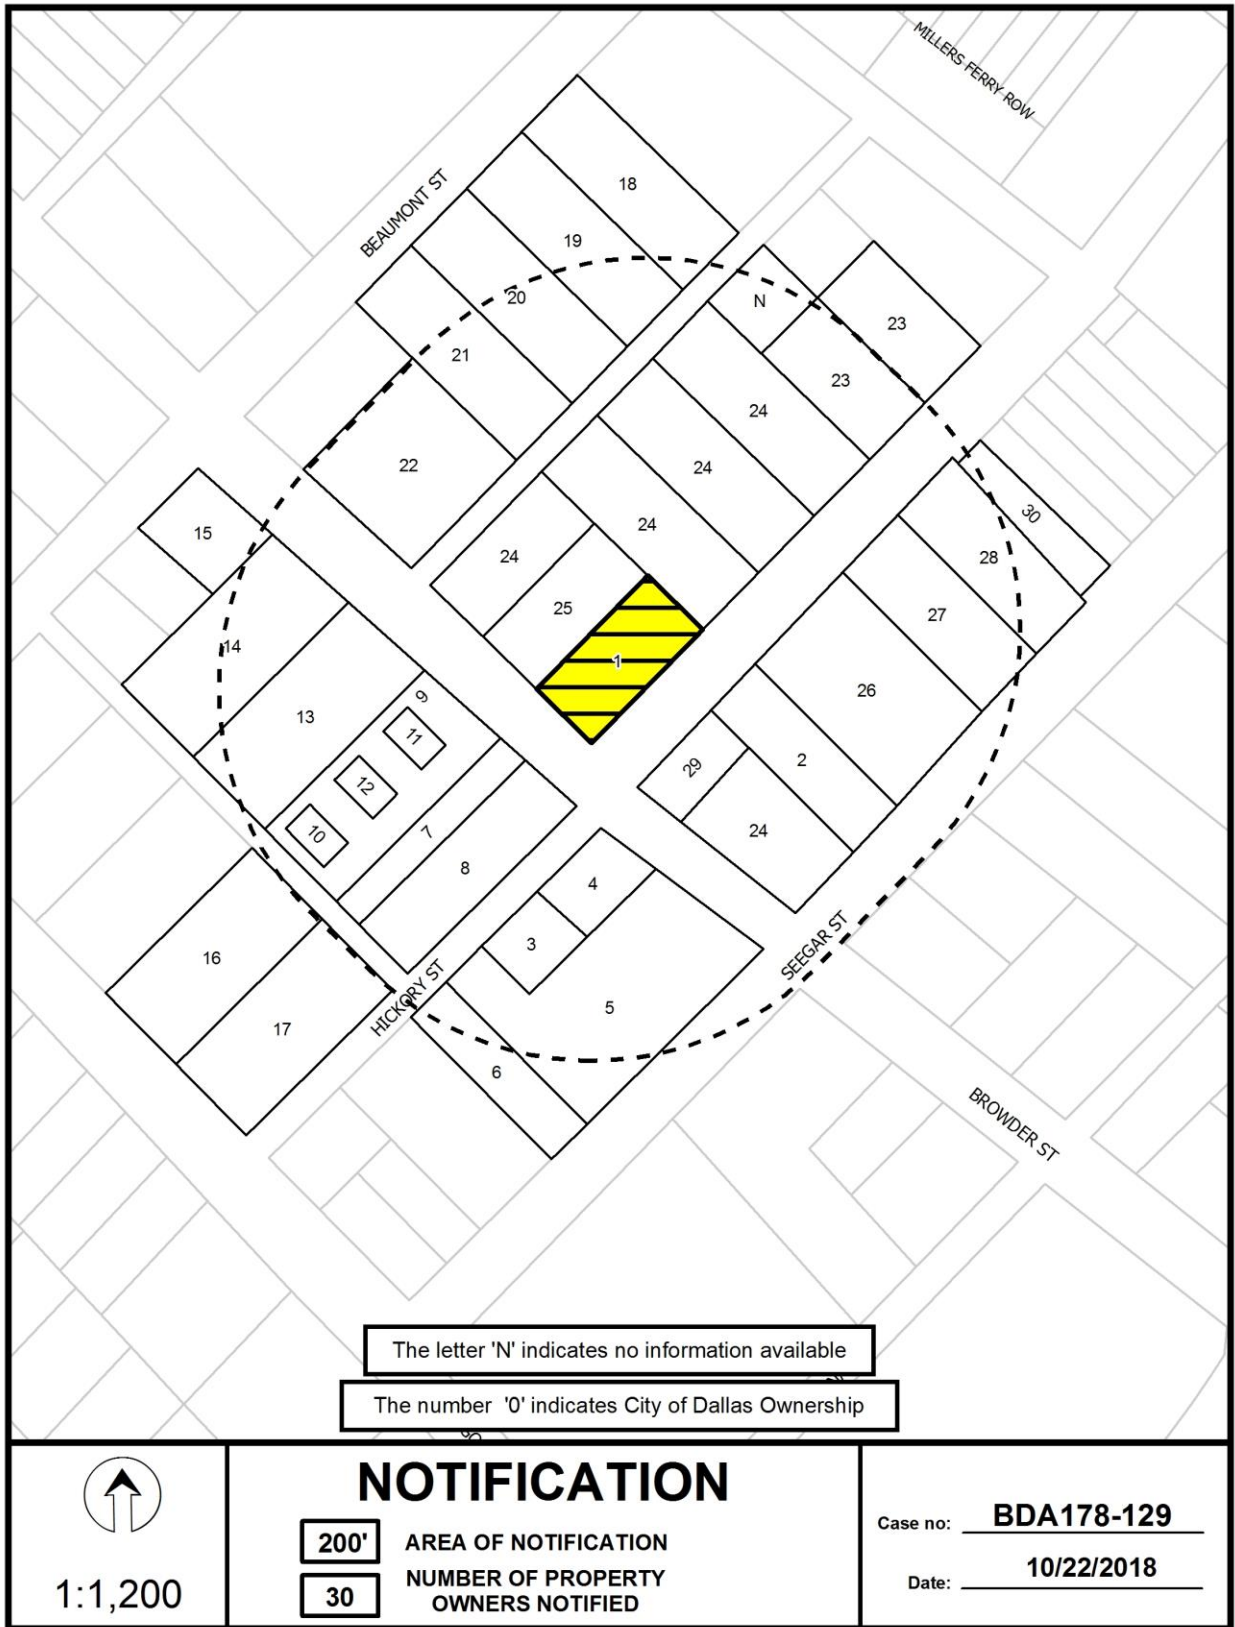 MILLERS FERRY ROW
BEAUMONT ST
18
19
20
21
22
N
23
23
24
24
24
24
25
1
15
14
13
9
11
12
10
7
8
30
28
27
26
2
29
24
4
3
5
6
16
17
HICKORY ST
SEEGAR ST
BROWDER ST
The letter 'N' indicates no information available
The number '0' indicates City of Dallas Ownership
1:1,200
NOTIFICATION
200' AREA OF NOTIFICATION
30 NUMBER OF PROPERTY
OWNERS NOTIFIED
Case no: BDA178-129
Date: 10/22/2018